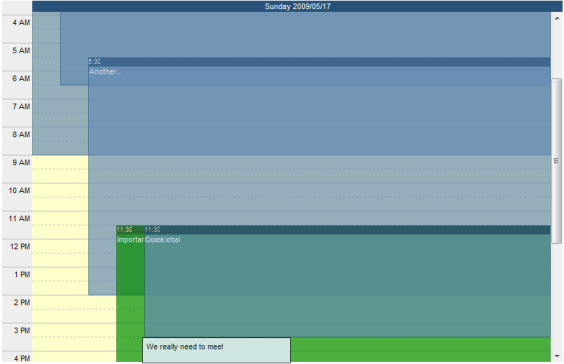 Sunday 2009/05/17
4 AM
5 AM
5:30
Another...
6 AM
7 AM
8 AM
9 AM
10 AM
11 AM
11:30 11:30
Importan Quick chat
12 PM
1 PM
2 PM
3 PM
We really need to meet
4 PM